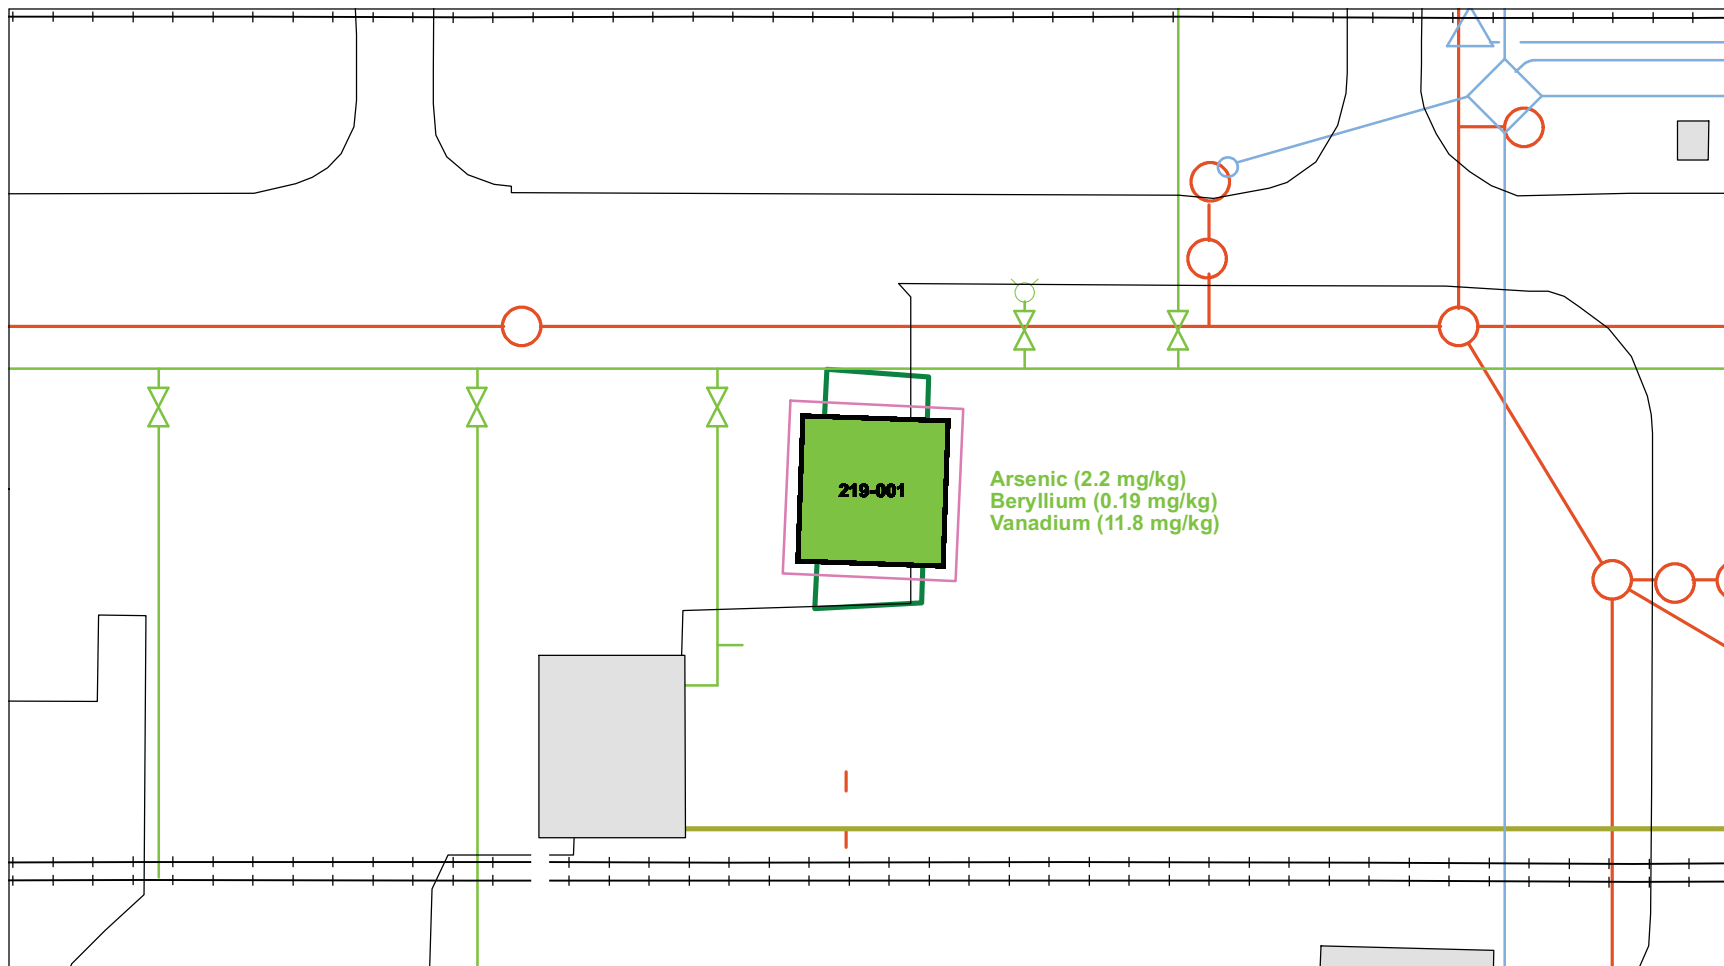 219-001
Arsenic (2.2 mg/kg)
Beryllium (0.19 mg/kg)
Vanadium (11.8 mg/kg)